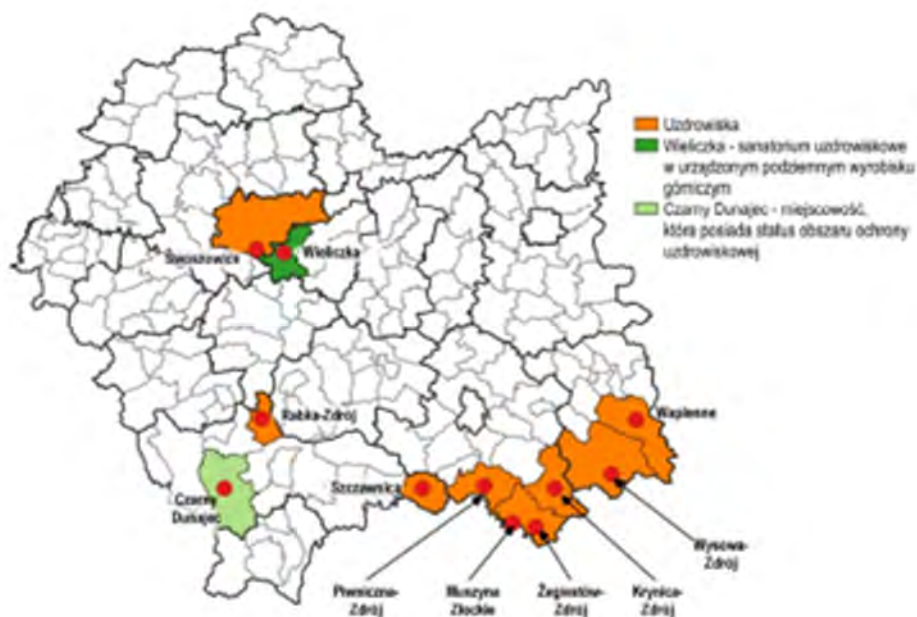 Uzdrowiska
Wieliczka - sanatorium uzdrowiskowe
w urządzonym podziemnym wyrobisku
górniczym
Czarny Dunajec - miejscowość,
która posiada status obszaru ochrony
uzdrowiskowej
Swoszowice
Wieliczka
Rabka-Zdrój
Wapienne
Szczawnica
Czarny
Dunajec
Wysowa-
Zdrój
Piwniczna-
Zdrój
Muszyna
Złockie
Żegiestów-
Zdrój
Krynica-
Zdrój